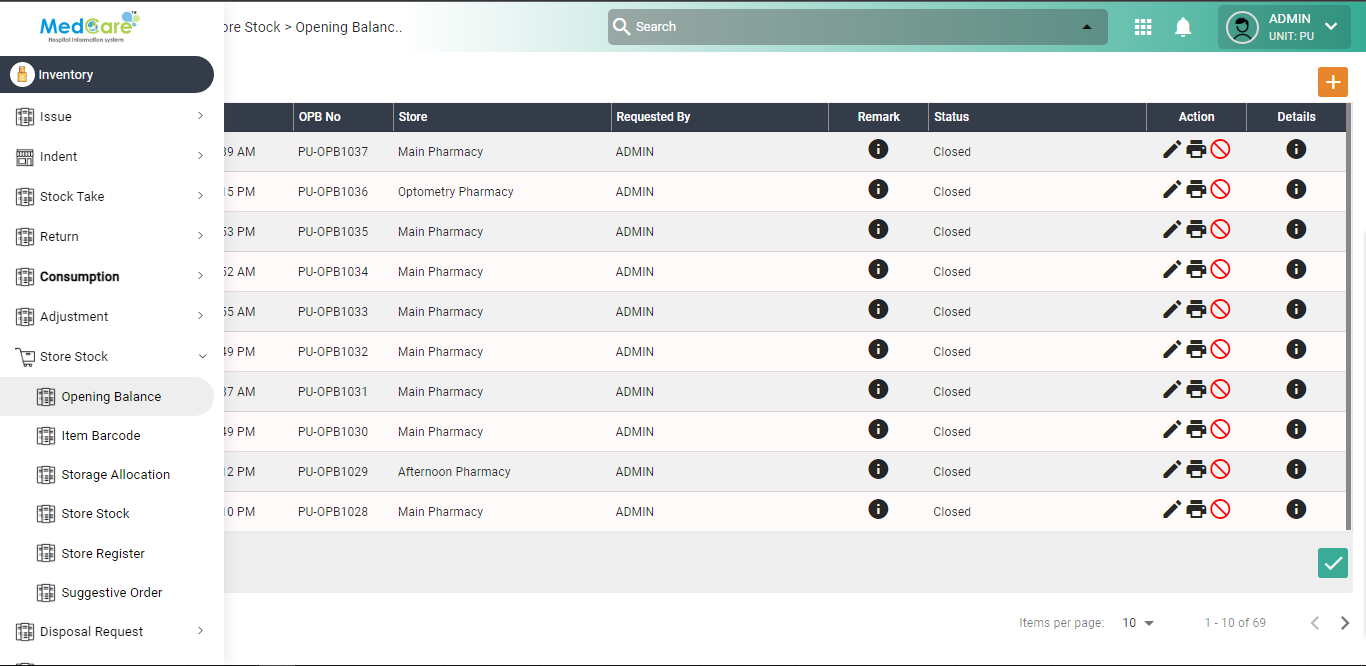 MedCare™
Hospital Information system
ore Stock > Opening Balanc..
Search
ADMIN
UNIT: PU
Inventory
Issue
Indent
Stock Take
Return
Consumption
Adjustment
Store Stock
Opening Balance
Item Barcode
Storage Allocation
Store Stock
Store Register
Suggestive Order
Disposal Request
OPB No Store Requested By Remark Status Action Details
39 AM PU-OPB1037 Main Pharmacy ADMIN Closed
15 PM PU-OPB1036 Optometry Pharmacy ADMIN Closed
53 PM PU-OPB1035 Main Pharmacy ADMIN Closed
52 AM PU-OPB1034 Main Pharmacy ADMIN Closed
55 AM PU-OPB1033 Main Pharmacy ADMIN Closed
49 PM PU-OPB1032 Main Pharmacy ADMIN Closed
37 AM PU-OPB1031 Main Pharmacy ADMIN Closed
49 PM PU-OPB1030 Main Pharmacy ADMIN Closed
12 PM PU-OPB1029 Afternoon Pharmacy ADMIN Closed
10 PM PU-OPB1028 Main Pharmacy ADMIN Closed
Items per page: 10 1 - 10 of 69